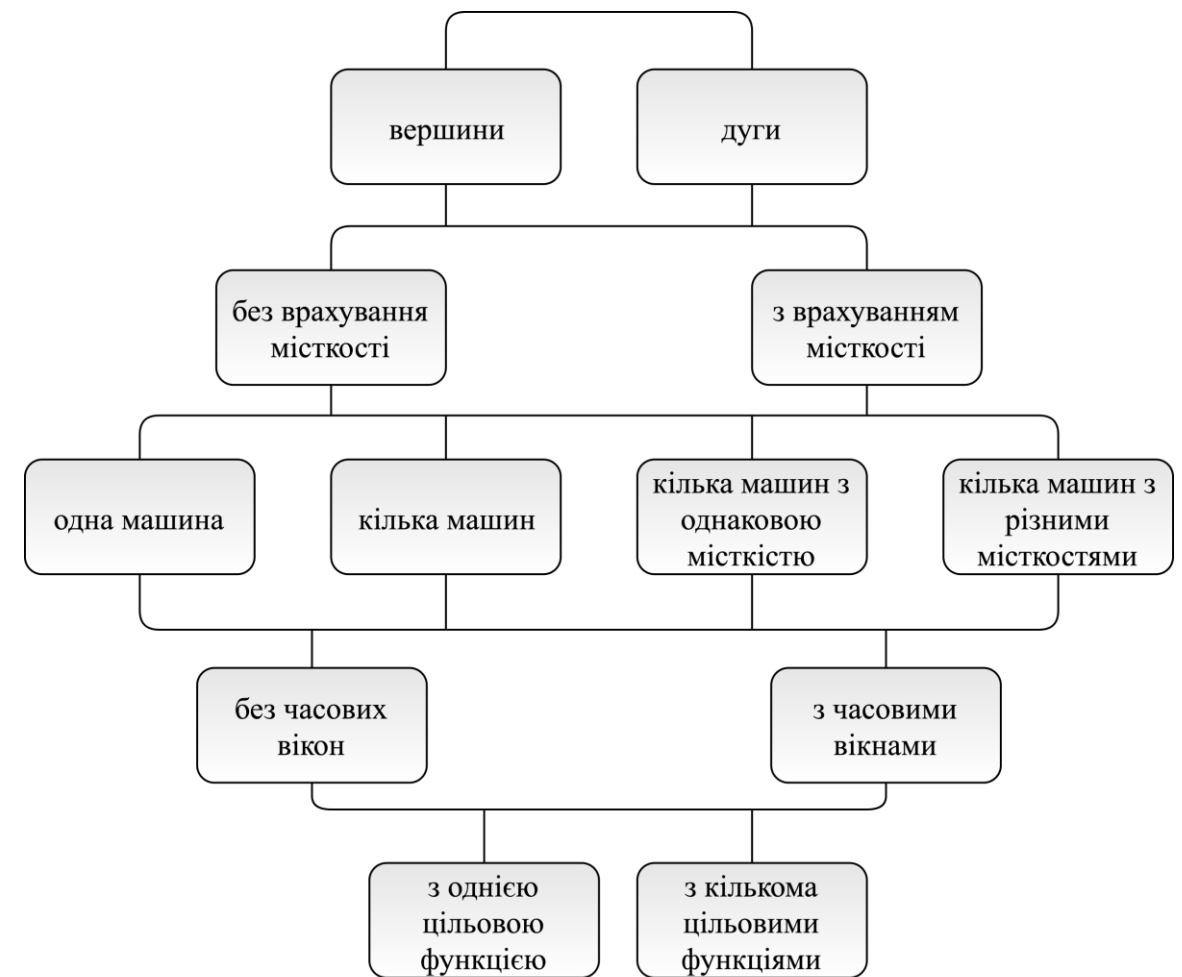 вершини
дуги
без врахування
місткості
з врахуванням
місткості
одна машина
кілька машин
кілька машин з
однаковою
місткістю
кілька машин з
різними
місткостями
без часових
вікон
з часовими
вікнами
з однією
цільовою
функцією
з кількома
цільовими
функціями